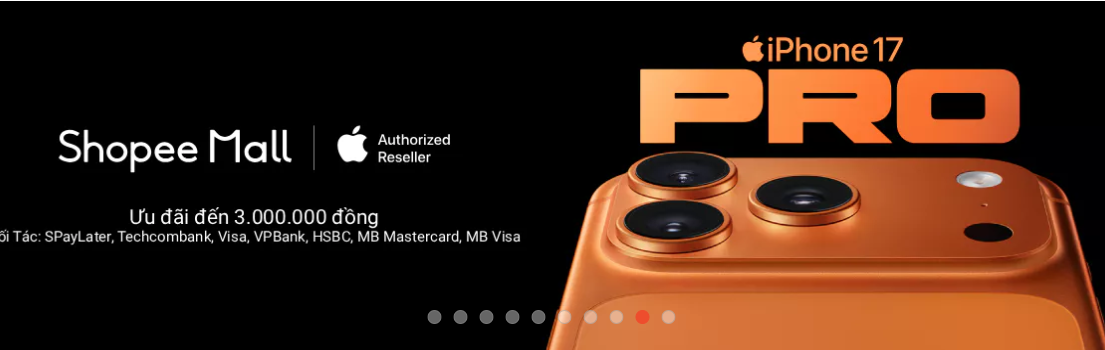 iPhone 17
PRO
Shopee Mall
Authorized
Reseller
Ưu đãi đến 3.000.000 đồng
Tác: SPayLater, Techcombank, Visa, VPBank, HSBC, MB Mastercard, MB Visa